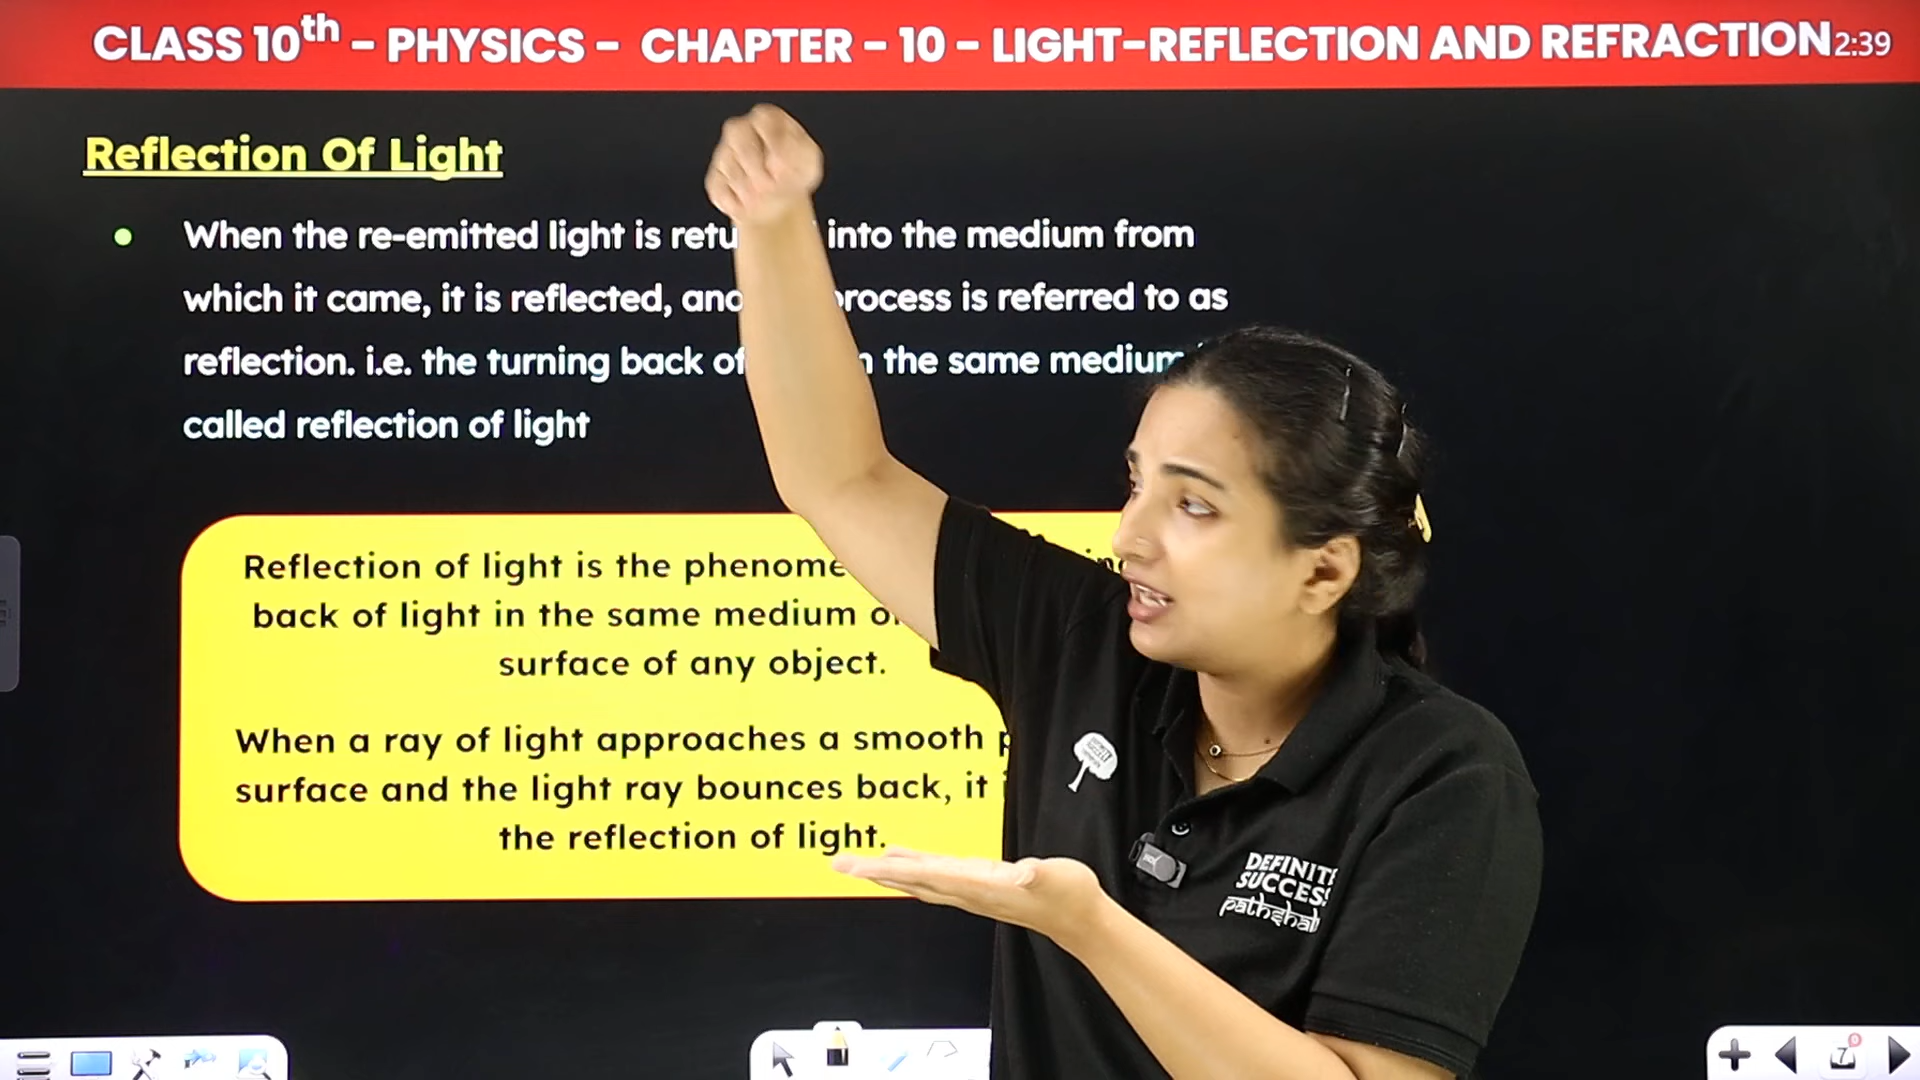 CLASS 10th - PHYSICS - CHAPTER - 10 - LIGHT-REFLECTION AND REFRACTION 2:39
Reflection Of Light
When the re-emitted light is retu into the medium from
which it came, it is reflected, and process is referred to as
reflection. i.e. the turning back of the same medium
called reflection of light
Reflection of light is the
back of light in the same medium
surface of any object.
When a ray of light approaches a smooth
surface and the light ray bounces back, it
the reflection of light.
DEFINITE
SUCCESS
pathshala
7